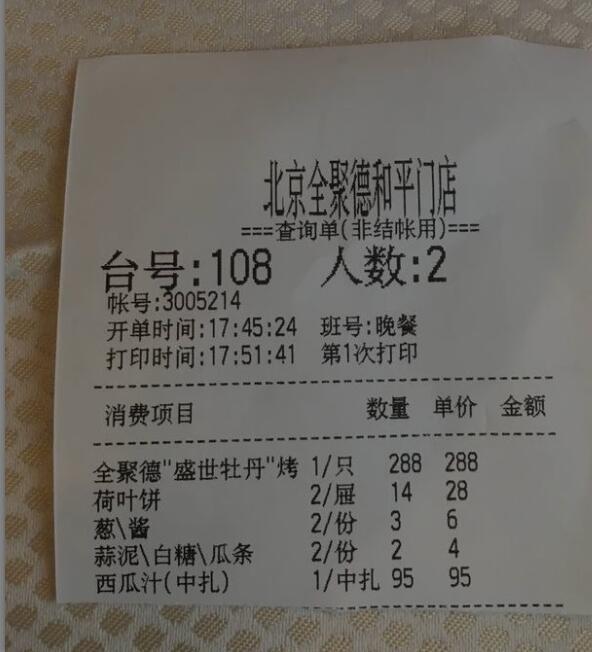 北京全聚德和平门店
===查询单(非结帐用)===
台号:108 人数:2
帐号:3005214
开单时间:17:45:24 班号:晚餐
打印时间:17:51:41 第1次打印
消费项目 数量 单价 金额
全聚德"盛世牡丹"烤 1/只 288 288
荷叶饼 2/屉 14 28
葱\酱 2/份 3 6
蒜泥\白糖\瓜条 2/份 2 4
西瓜汁(中扎) 1/中扎 95 95